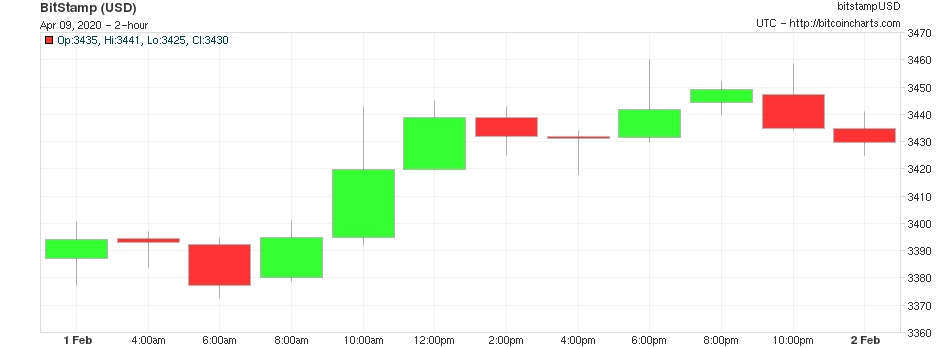 BitStamp (USD)
bitstampUSD
Apr 09, 2020 - 2-hour
UTC - http://bitcoincharts.com
Op:3435, Hi:3441, Lo:3425, Cl:3430
3470
3460
3450
3440
3430
3420
3410
3400
3390
3380
3370
3360
1 Feb 4:00am 6:00am 8:00am 10:00am 12:00pm 2:00pm 4:00pm 6:00pm 8:00pm 10:00pm 2 Feb